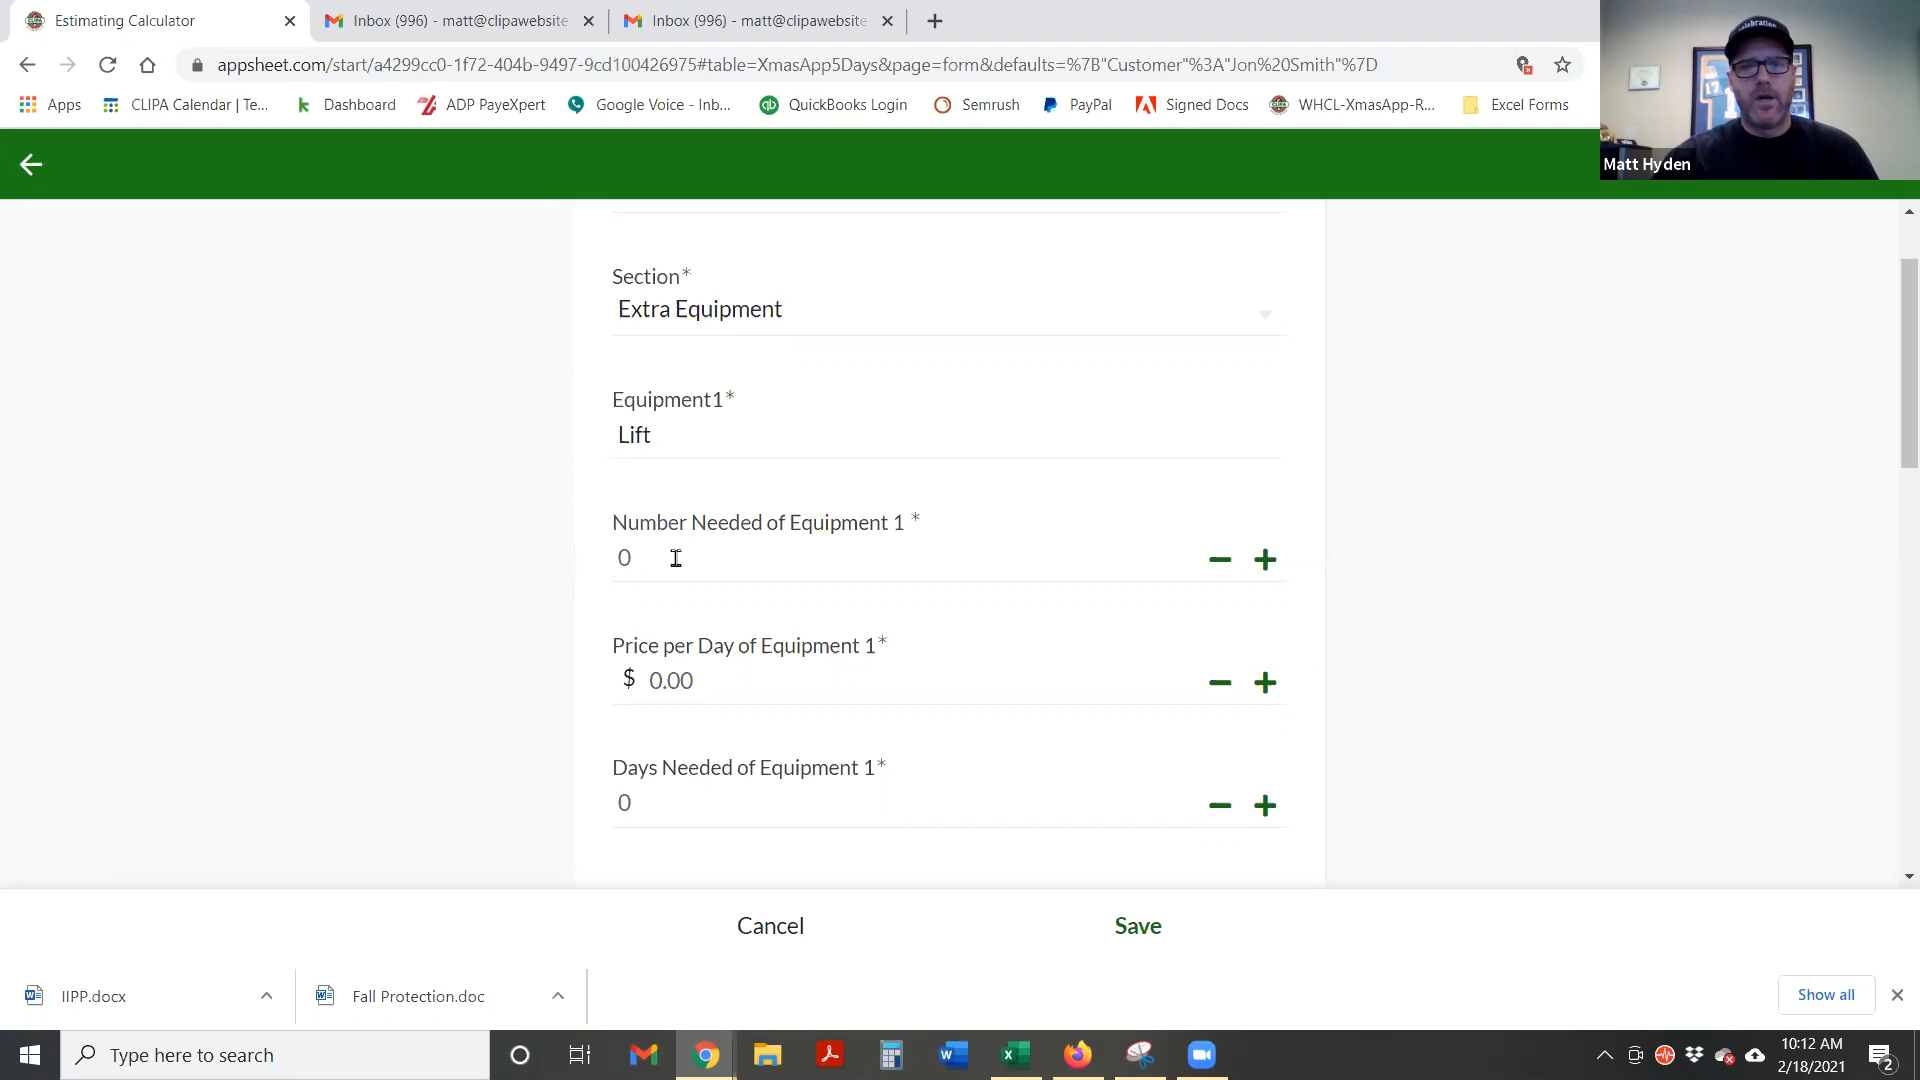 Estimating Calculator
Inbox (996) - matt@clipawebsite
Inbox (996) - matt@clipawebsite
appsheet.com/start/a4299cc0-1f72-404b-9497-9cd100426975#table=XmasApp5Days&page=form&defaults=%7B"Customer"%3A"Jon%20Smith"%7D
Apps
CLIPA Calendar | Te...
Dashboard
ADP PayeXpert
Google Voice - Inb...
QuickBooks Login
Semrush
PayPal
Signed Docs
WHCL-XmasApp-R...
Excel Forms
Matt Hyden
Section*
Extra Equipment
Equipment1*
Lift
Number Needed of Equipment 1 *
0
Price per Day of Equipment 1*
$ 0.00
Days Needed of Equipment 1*
0
Cancel
Save
IIPP.docx
Fall Protection.doc
Show all
Type here to search
10:12 AM
2/18/2021
2